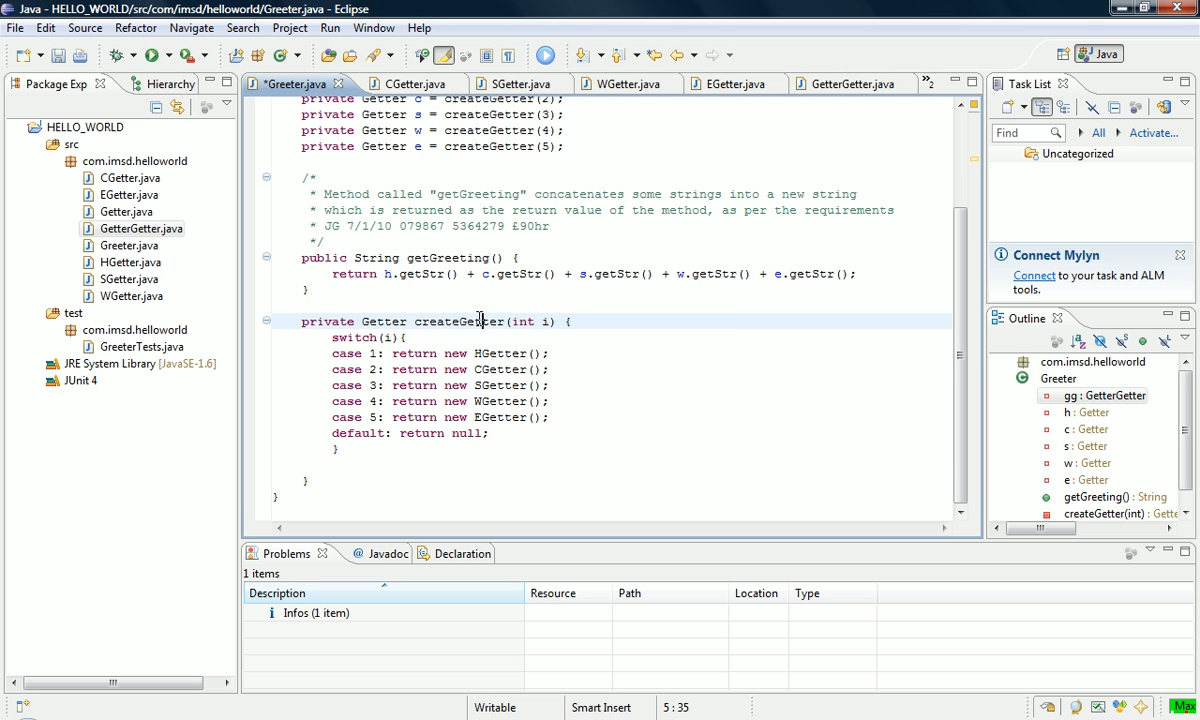 Java - HELLO_WORLD/src/com/imsd/helloworld/Greeter.java - Eclipse
File Edit Source Refactor Navigate Search Project Run Window Help
Java
Package Exp Hierarchy
*Greeter.java CGetter.java SGetter.java WGetter.java EGetter.java GetterGetter.java »2
Task List
HELLO_WORLD
src
com.imsd.helloworld
CGetter.java
EGetter.java
Getter.java
GetterGetter.java
Greeter.java
HGetter.java
SGetter.java
WGetter.java
test
com.imsd.helloworld
GreeterTests.java
JRE System Library [JavaSE-1.6]
JUnit 4
private Getter c = createGetter(2);
private Getter s = createGetter(3);
private Getter w = createGetter(4);
private Getter e = createGetter(5);
/*
* Method called "getGreeting" concatenates some strings into a new string
* which is returned as the return value of the method, as per the requirements
* JG 7/1/10 079867 5364279 £90hr
*/
public String getGreeting() {
return h.getStr() + c.getStr() + s.getStr() + w.getStr() + e.getStr();
}
private Getter createGetter(int i) {
switch(i){
case 1: return new HGetter();
case 2: return new CGetter();
case 3: return new SGetter();
case 4: return new WGetter();
case 5: return new EGetter();
default: return null;
}
}
}
Find All Activate...
Uncategorized
Connect Mylyn
Connect to your task and ALM
tools.
Outline
com.imsd.helloworld
Greeter
gg : GetterGetter
h : Getter
c : Getter
s : Getter
w : Getter
e : Getter
getGreeting() : String
createGetter(int) : Gette
Problems @ Javadoc Declaration
1 items
Description Resource Path Location Type
i Infos (1 item)
Writable Smart Insert 5 : 35
Max